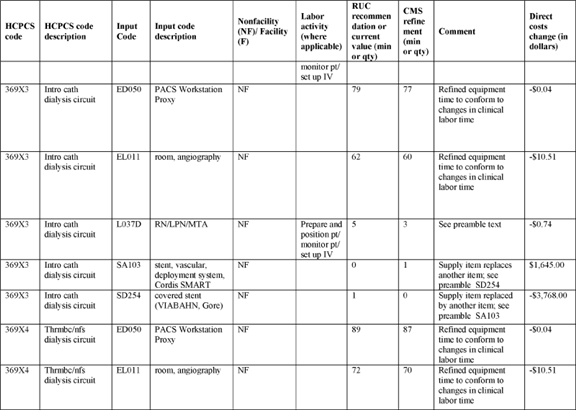 HCPCS code | HCPCS code description | Input Code | Input code description | Nonfacility (NF)/ Facility (F) | Labor activity (where applicable) | RUC recommen dation or current value (min or qty) | CMS refine ment (min or qty) | Comment | Direct costs change (in dollars)
monitor pt/ set up IV
369X3 | Intro cath dialysis circuit | ED050 | PACS Workstation Proxy | NF | | 79 | 77 | Refined equipment time to conform to changes in clinical labor time | -$0.04
369X3 | Intro cath dialysis circuit | EL011 | room, angiography | NF | | 62 | 60 | Refined equipment time to conform to changes in clinical labor time | -$10.51
369X3 | Intro cath dialysis circuit | L037D | RN/LPN/MTA | NF | Prepare and position pt/ monitor pt/ set up IV | 5 | 3 | See preamble text | -$0.74
369X3 | Intro cath dialysis circuit | SA103 | stent, vascular, deployment system, Cordis SMART | NF | | 0 | 1 | Supply item replaces another item; see preamble SD254 | $1,645.00
369X3 | Intro cath dialysis circuit | SD254 | covered stent (VIABAHN, Gore) | NF | | 1 | 0 | Supply item replaced by another item; see preamble SA103 | -$3,768.00
369X4 | Thrmbc/nfs dialysis circuit | ED050 | PACS Workstation Proxy | NF | | 89 | 87 | Refined equipment time to conform to changes in clinical labor time | -$0.04
369X4 | Thrmbc/nfs dialysis circuit | EL011 | room, angiography | NF | | 72 | 70 | Refined equipment time to conform to changes in clinical labor time | -$10.51